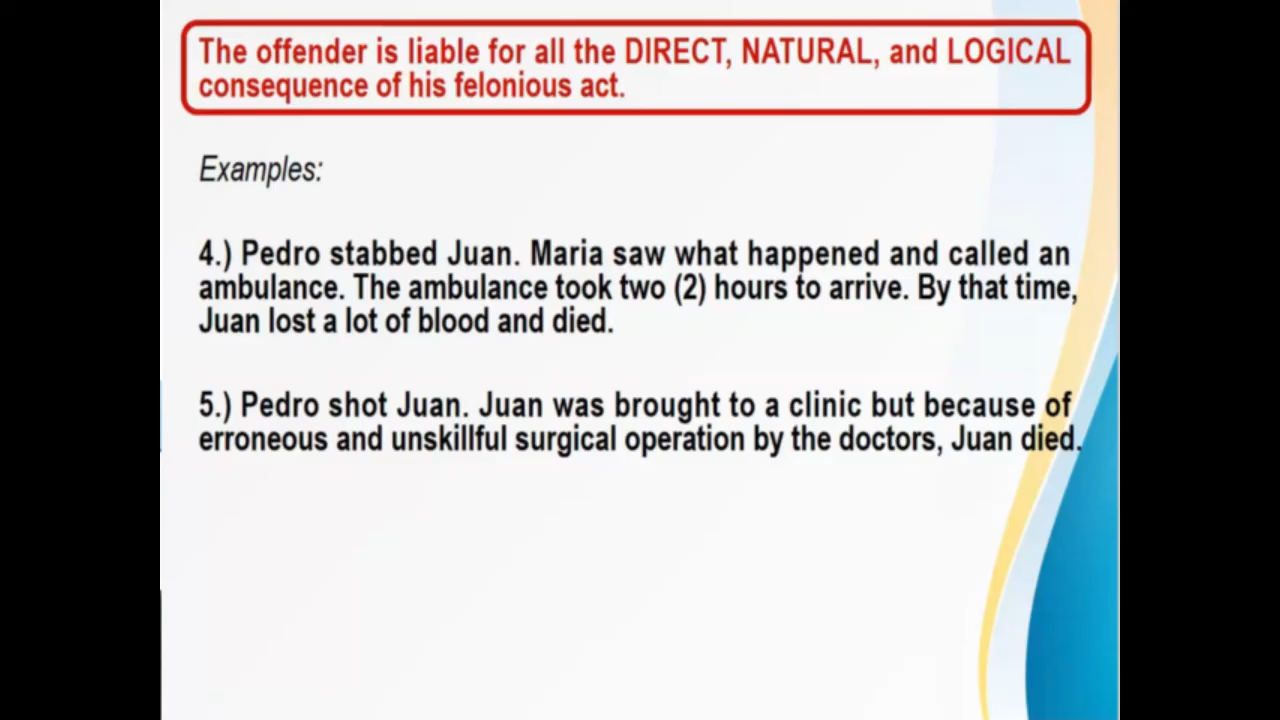 The offender is liable for all the DIRECT, NATURAL, and LOGICAL
consequence of his felonious act.
Examples:
4.) Pedro stabbed Juan. Maria saw what happened and called an
ambulance. The ambulance took two (2) hours to arrive. By that time,
Juan lost a lot of blood and died.
5.) Pedro shot Juan. Juan was brought to a clinic but because of
erroneous and unskillful surgical operation by the doctors, Juan died.